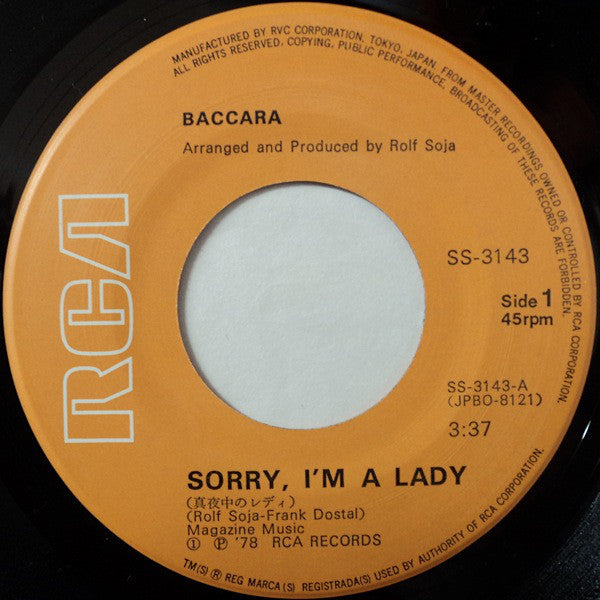 MANUFACTURED BY RVC CORPORATION, TOKYO, JAPAN, FROM MASTER RECORDINGS OWNED OR CONTROLLED BY RCA CORPORATION.
ALL RIGHTS RESERVED, COPYING, PUBLIC PERFORMANCE, BROADCASTING OF THESE RECORDS ARE FORBIDDEN.
BACCARA
Arranged and Produced by Rolf Soja
RCA
SS-3143
Side 1
45rpm
SS-3143-A
(JPBO-8121)
3:37
SORRY, I'M A LADY
(真夜中のレディ)
(Rolf Soja-Frank Dostal)
Magazine Music
① Ⓟ '78 RCA RECORDS
TM(S) ® REG MARCA(S) REGISTRADA(S) USED BY AUTHORITY OF RCA CORPORATION.